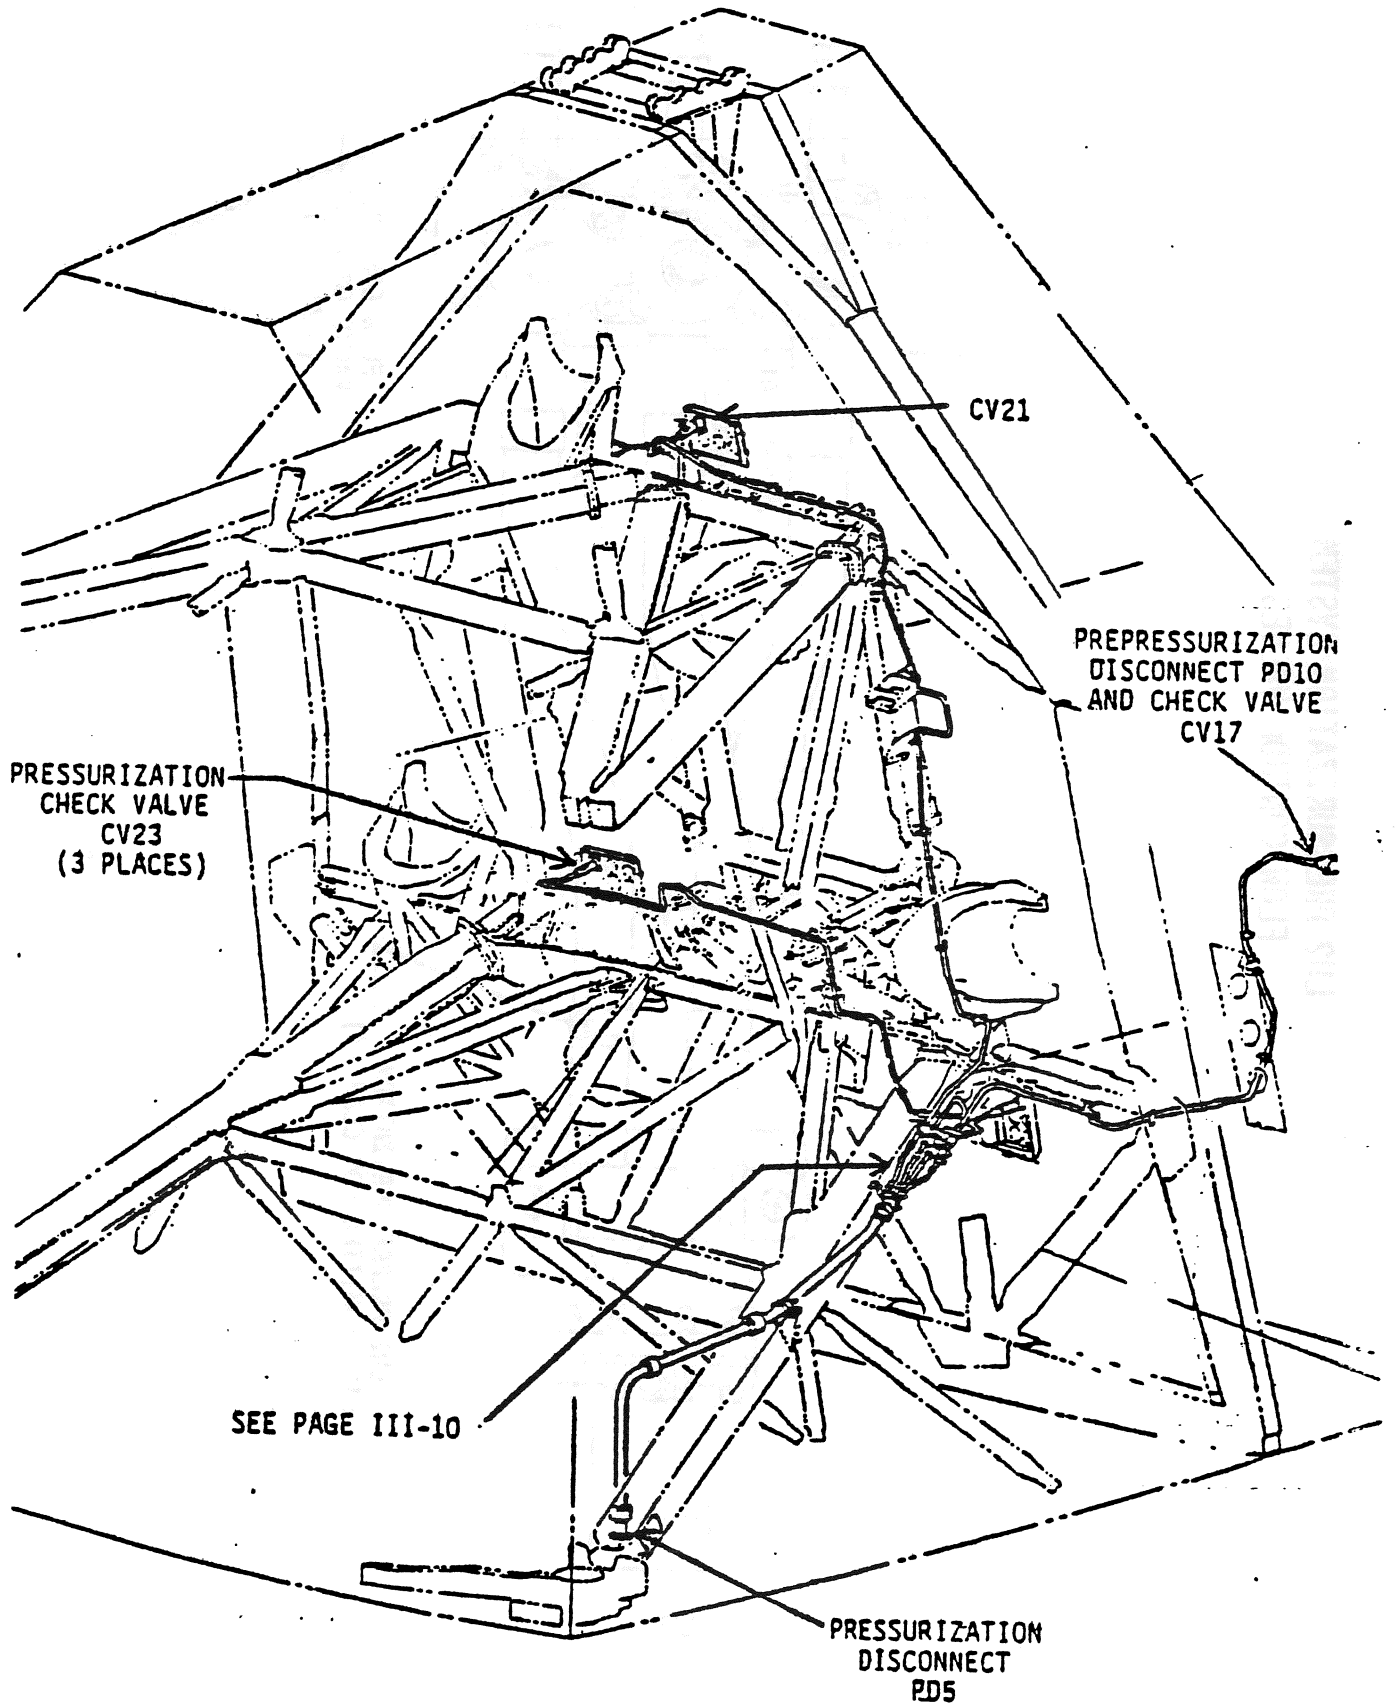 CV21
PREPRESSURIZATION
DISCONNECT PD10
AND CHECK VALVE
CV17
PRESSURIZATION
CHECK VALVE
CV23
(3 PLACES)
SEE PAGE III-10
PRESSURIZATION
DISCONNECT
PD5